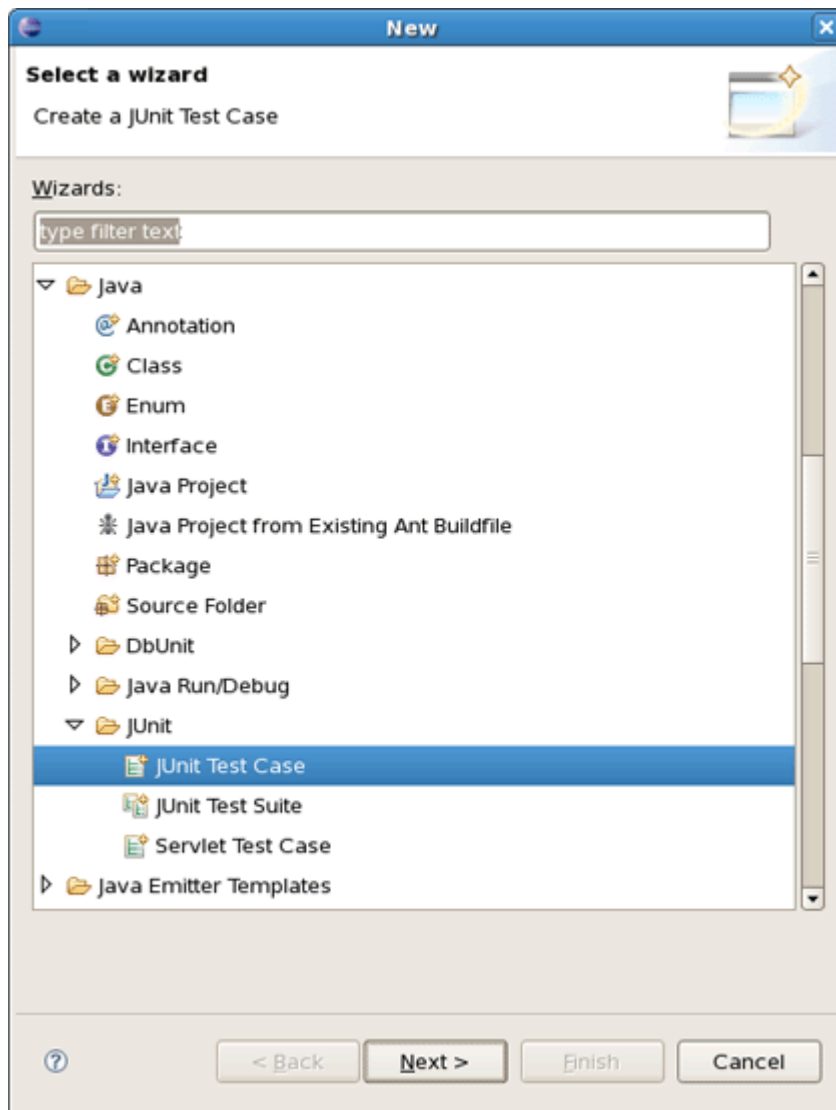 New
Select a wizard
Create a JUnit Test Case
Wizards:
type filter text
Java
Annotation
Class
Enum
Interface
Java Project
Java Project from Existing Ant Buildfile
Package
Source Folder
DbUnit
Java Run/Debug
JUnit
JUnit Test Case
JUnit Test Suite
Servlet Test Case
Java Emitter Templates
? < Back Next > Finish Cancel